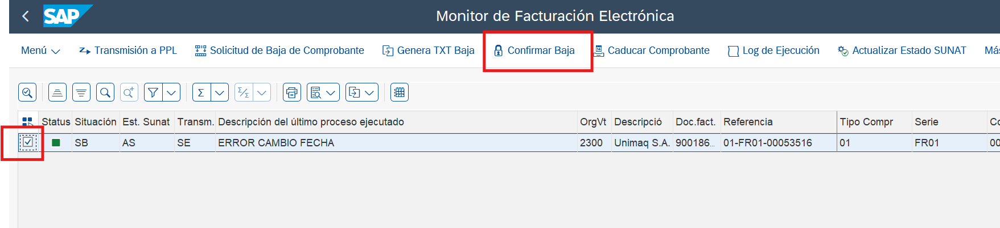 SAP
Monitor de Facturación Electrónica
Menú Transmisión a PPL Solicitud de Baja de Comprobante Genera TXT Baja Confirmar Baja Caducar Comprobante Log de Ejecución Actualizar Estado SUNAT Más
Status Situación Est. Sunat Transm. Descripción del último proceso ejecutado OrgVt Descripció Doc.fact. Referencia Tipo Compr Serie Co
SB AS SE ERROR CAMBIO FECHA 2300 Unimaq S.A. 900186... 01-FR01-00053516 01 FR01 00